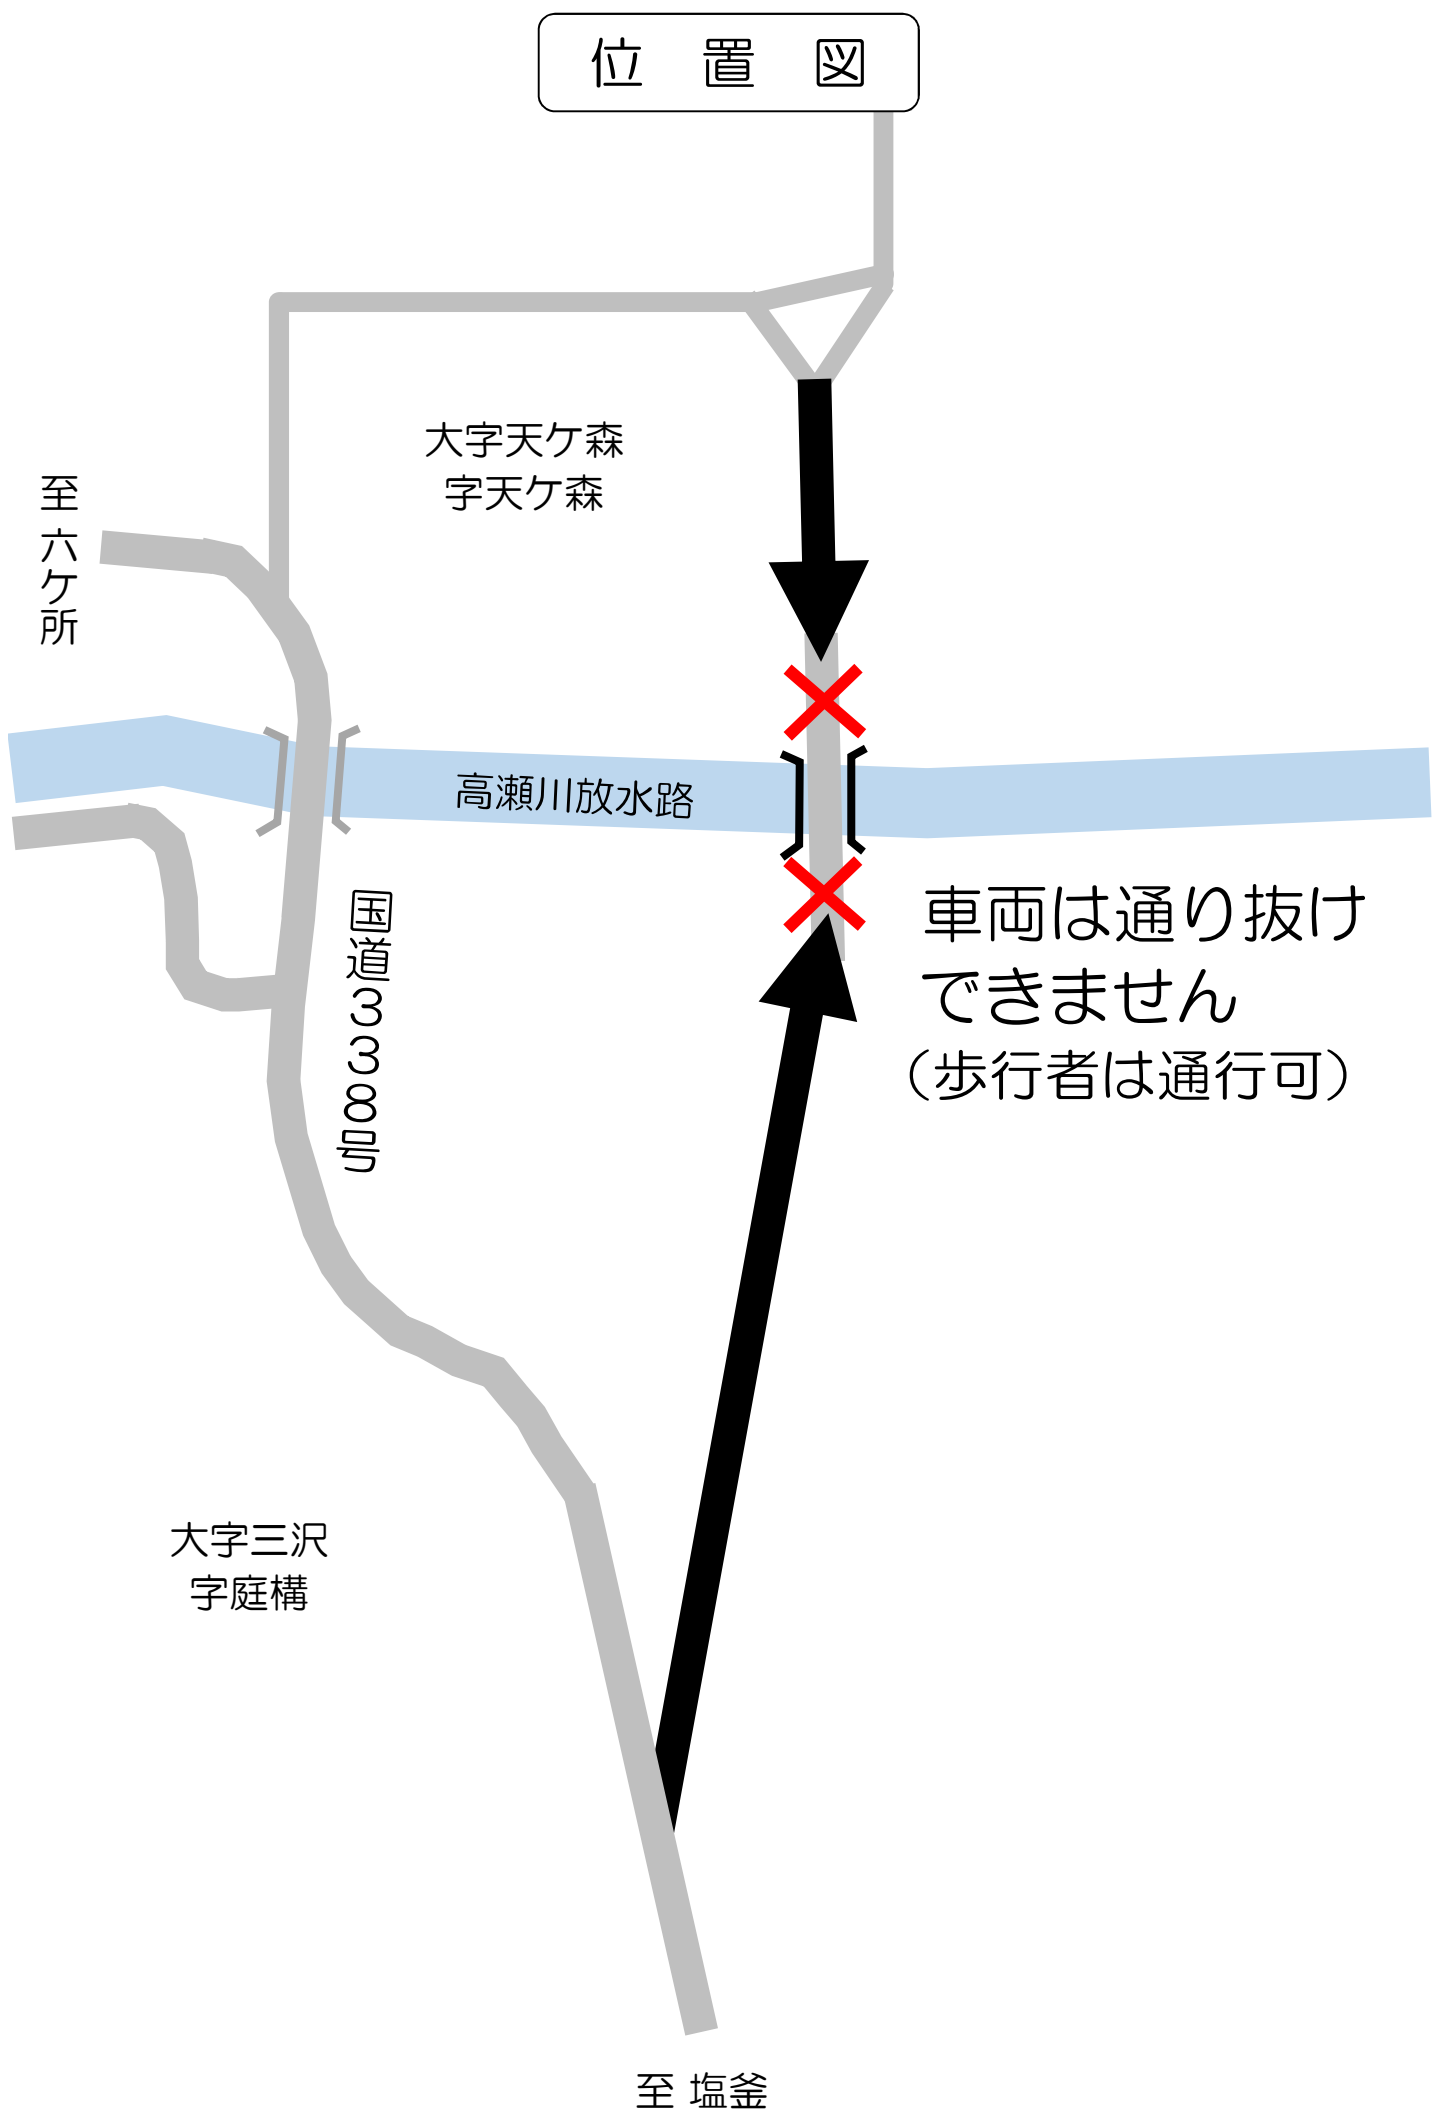 位 置 図
大字天ケ森
字天ケ森
至 六ケ所
高瀬川放水路
国道３３８号
車両は通り抜け
できません
（歩行者は通行可）
大字三沢
字庭構
至 塩釜